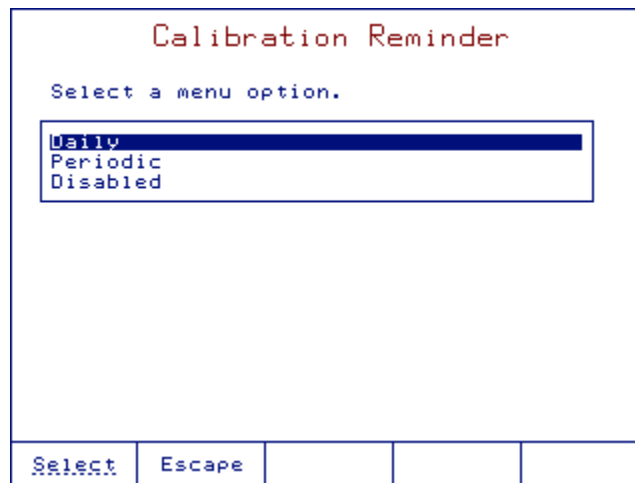 Calibration Reminder
Select a menu option.
Daily
Periodic
Disabled
Select Escape